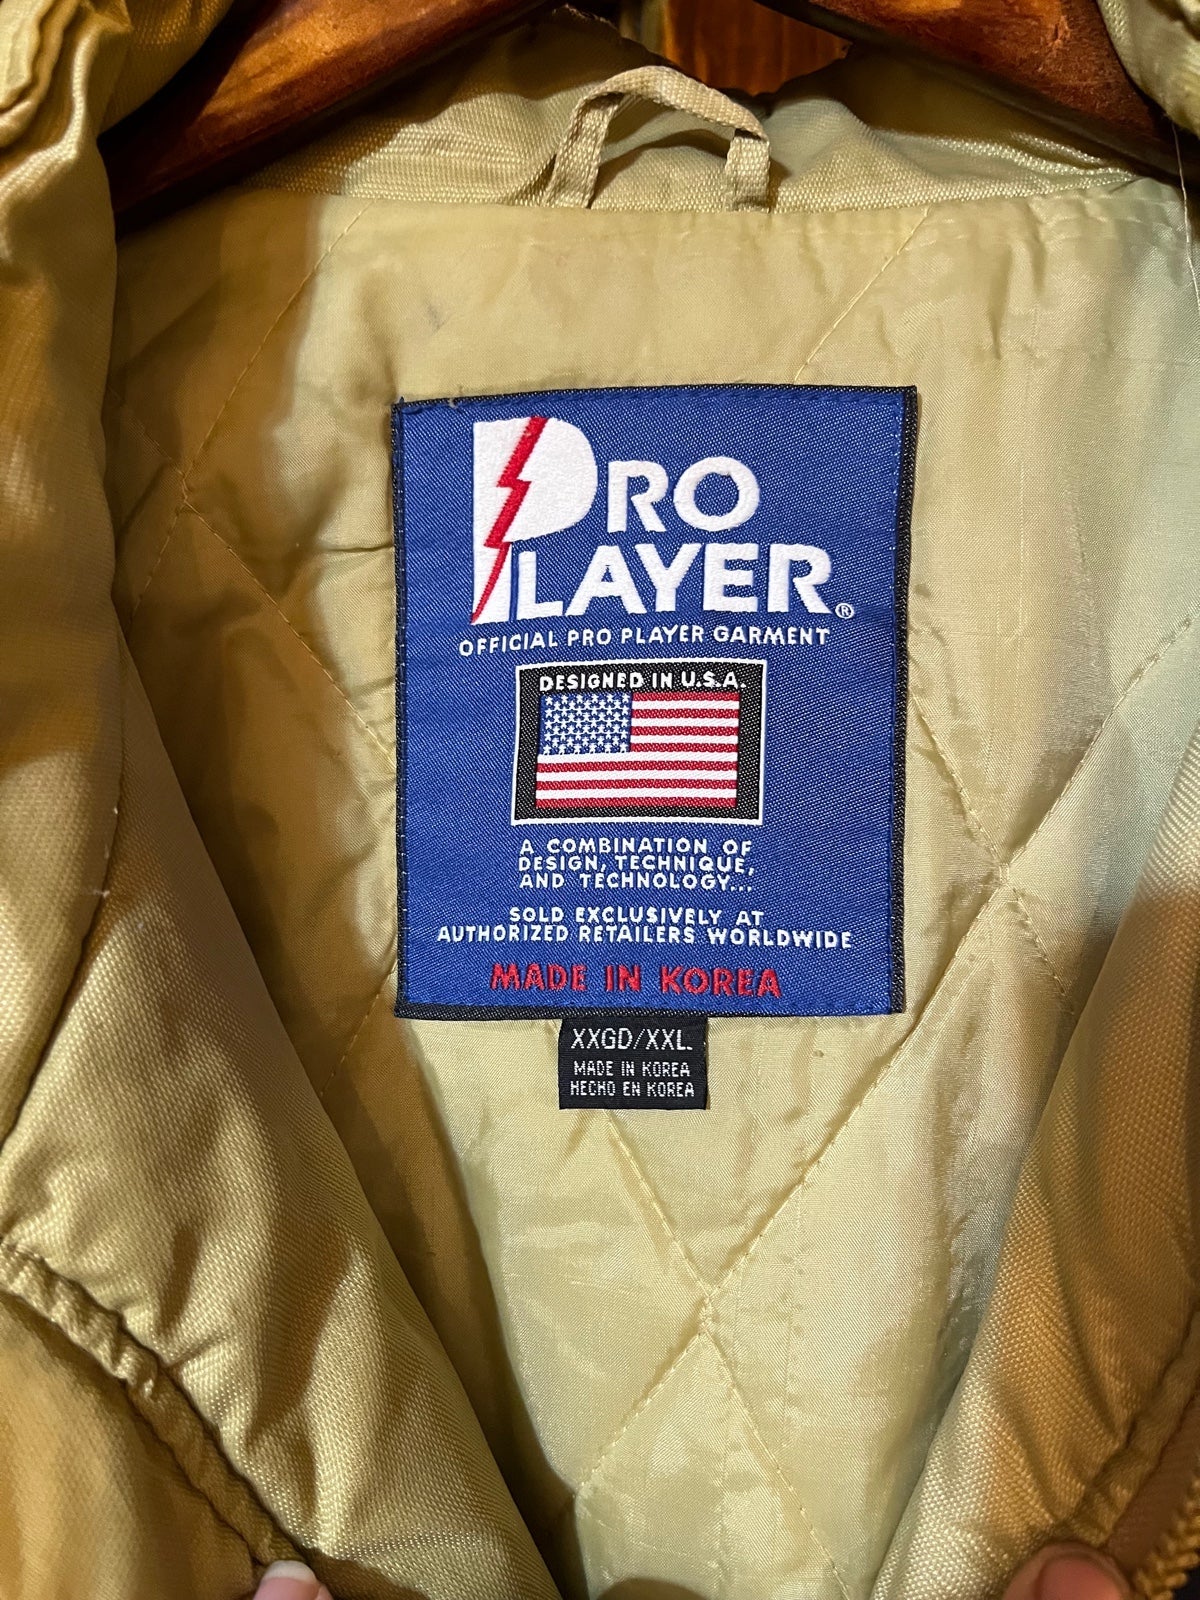 PRO
PLAYER®
OFFICIAL PRO PLAYER GARMENT
DESIGNED IN U.S.A.
A COMBINATION OF
DESIGN, TECHNIQUE,
AND TECHNOLOGY...
SOLD EXCLUSIVELY AT
AUTHORIZED RETAILERS WORLDWIDE
MADE IN KOREA
XXGD/XXL
MADE IN KOREA
HECHO EN KOREA